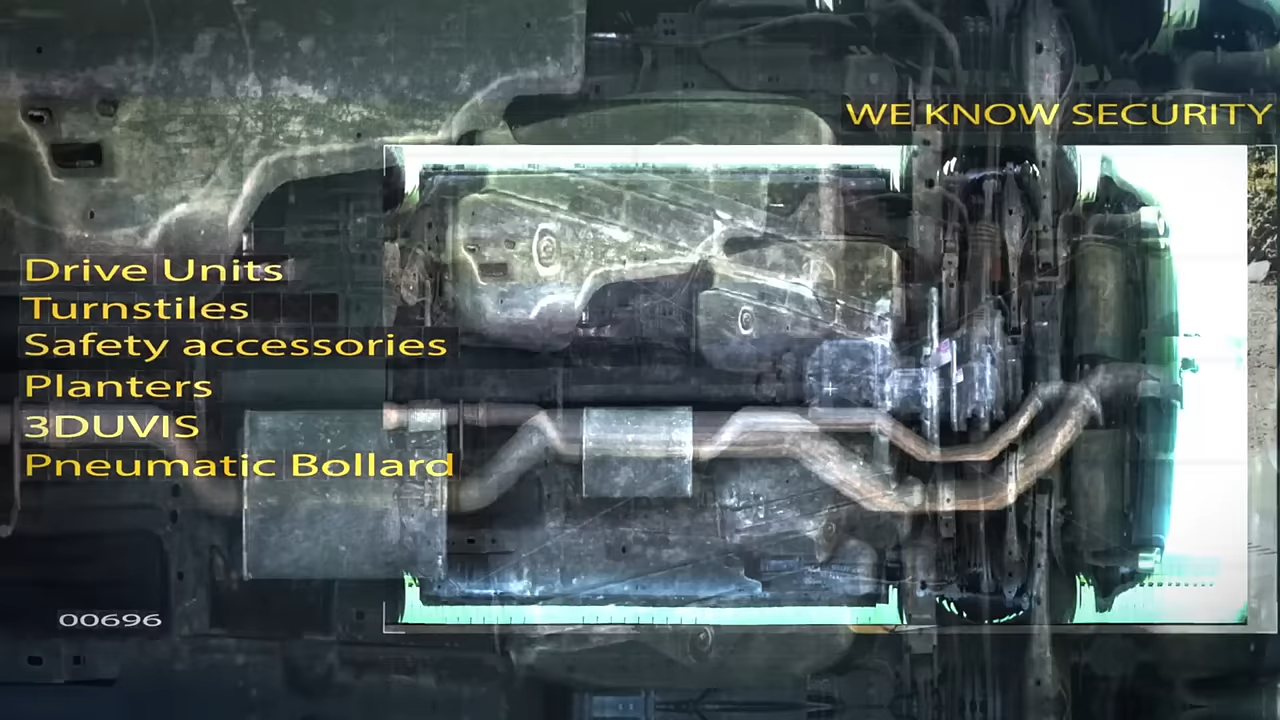 WE KNOW SECURITY
Drive Units
Turnstiles
Safety accessories
Planters
3DUVIS
Pneumatic Bollard
00696